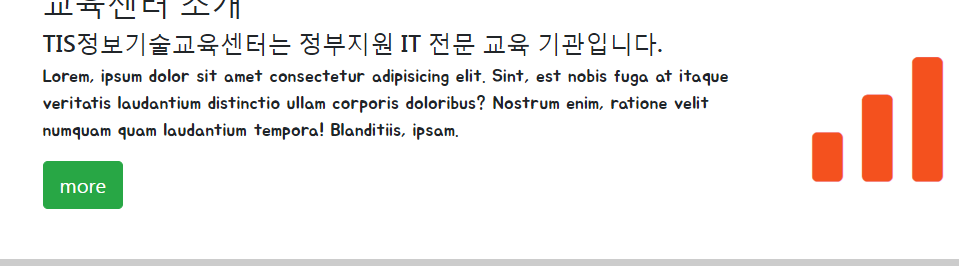 교육센터 소개
TIS정보기술교육센터는 정부지원 IT 전문 교육 기관입니다.
Lorem, ipsum dolor sit amet consectetur adipisicing elit. Sint, est nobis fuga at itaque
veritatis laudantium distinctio ullam corporis doloribus? Nostrum enim, ratione velit
numquam quam laudantium tempora! Blanditiis, ipsam.
more